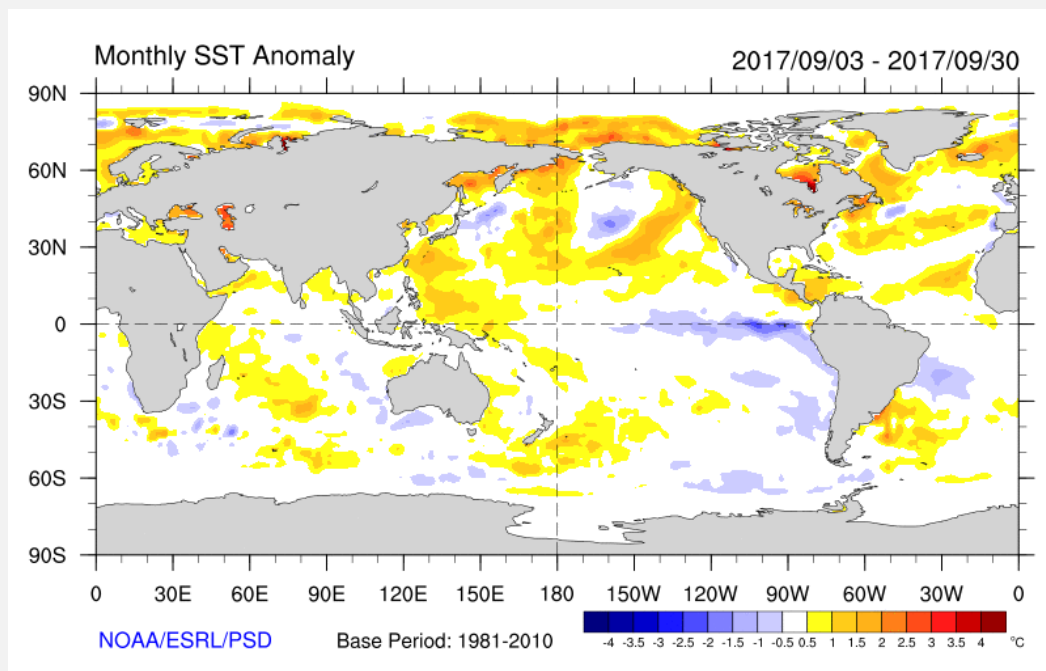 Monthly SST Anomaly 2017/09/03 - 2017/09/30
90N
60N
30N
0
30S
60S
90S
0 30E 60E 90E 120E 150E 180 150W 120W 90W 60W 30W 0
NOAA/ESRL/PSD Base Period: 1981-2010
-4 -3.5 -3 -2.5 -2 -1.5 -1 -0.5 0.5 1 1.5 2 2.5 3 3.5 4 °C